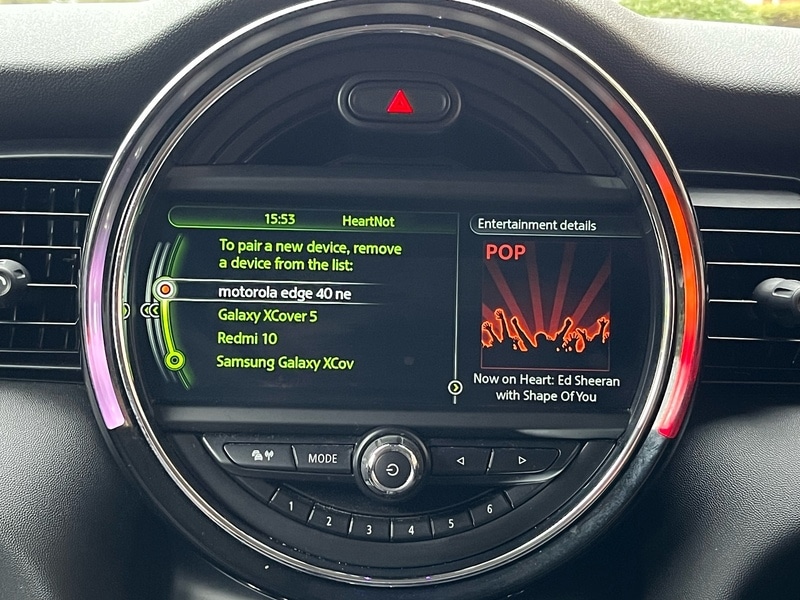 15:53 HeartNot
To pair a new device, remove
a device from the list:
motorola edge 40 ne
Galaxy XCover 5
Redmi 10
Samsung Galaxy XCov
Entertainment details
POP
Now on Heart: Ed Sheeran
with Shape Of You
MODE
1 2 3 4 5 6